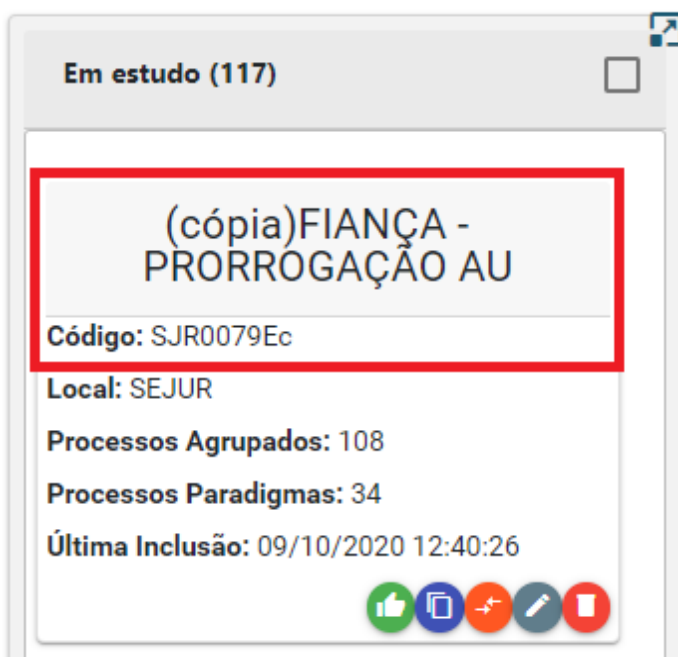 Em estudo (117)
(cópia)FIANÇA -
PRORROGAÇÃO AU
Código: SJR0079Ec
Local: SEJUR
Processos Agrupados: 108
Processos Paradigmas: 34
Última Inclusão: 09/10/2020 12:40:26